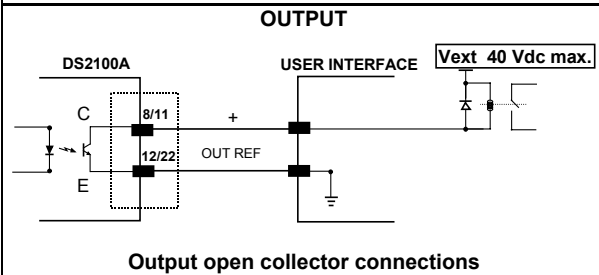 OUTPUT
DS2100A
USER INTERFACE
Vext 40 Vdc max.
C
8/11
+
12/22
OUT REF
E
Output open collector connections